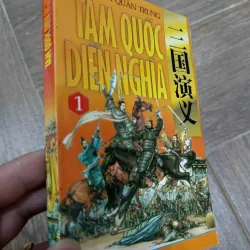 QUÁN TRUNG
TAM QUỐC
DIỄN NGHĨA
1
三国演义